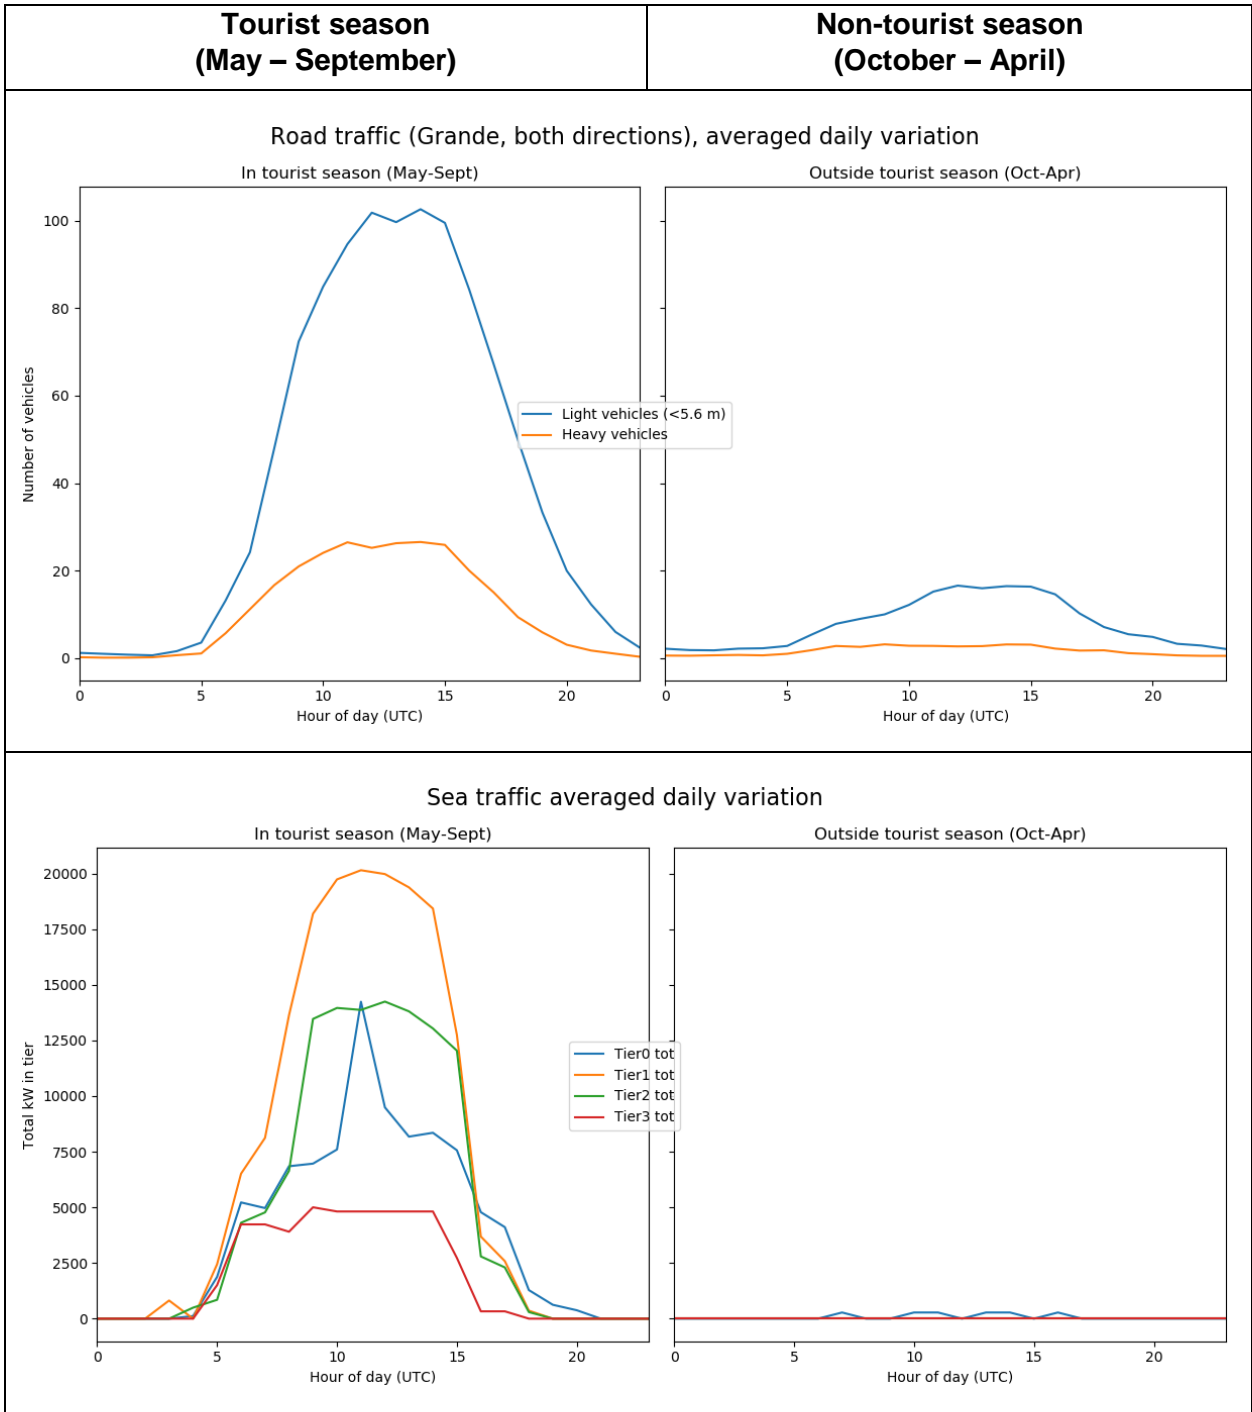 Tourist season
(May – September)
Non-tourist season
(October – April)
Road traffic (Grande, both directions), averaged daily variation
In tourist season (May-Sept)
Outside tourist season (Oct-Apr)
Number of vehicles
100
80
60
40
20
0
Light vehicles (<5.6 m)
Heavy vehicles
0 5 10 15 20
Hour of day (UTC)
0 5 10 15 20
Hour of day (UTC)
Sea traffic averaged daily variation
In tourist season (May-Sept)
Outside tourist season (Oct-Apr)
Total kW in tier
20000
17500
15000
12500
10000
7500
5000
2500
0
Tier0 tot
Tier1 tot
Tier2 tot
Tier3 tot
0 5 10 15 20
Hour of day (UTC)
0 5 10 15 20
Hour of day (UTC)